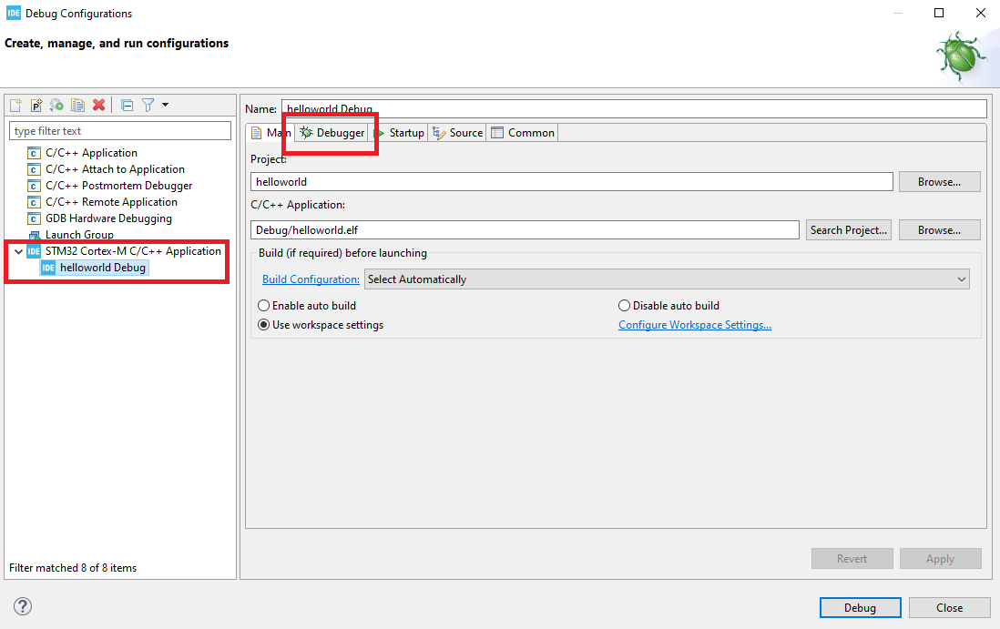 IDE Debug Configurations
Create, manage, and run configurations
type filter text
C/C++ Application
C/C++ Attach to Application
C/C++ Postmortem Debugger
C/C++ Remote Application
GDB Hardware Debugging
Launch Group
IDE STM32 Cortex-M C/C++ Application
IDE helloworld Debug
Filter matched 8 of 8 items
Name: helloworld Debug
Main Debugger Startup Source Common
Project:
helloworld Browse...
C/C++ Application:
Debug/helloworld.elf Search Project... Browse...
Build (if required) before launching
Build Configuration: Select Automatically
Enable auto build Disable auto build
Use workspace settings Configure Workspace Settings...
Revert Apply
? Debug Close